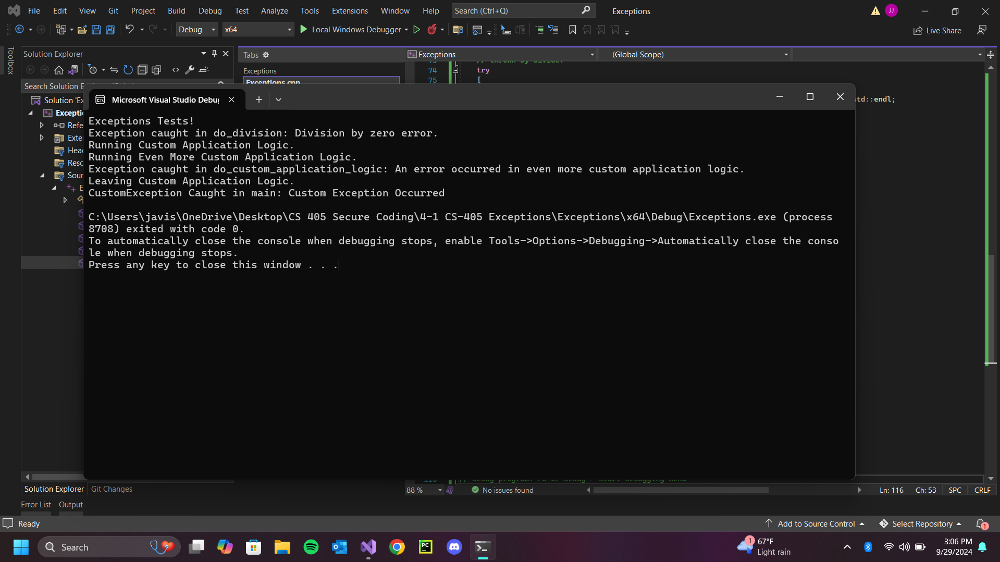 File Edit View Git Project Build Debug Test Analyze Tools Extensions Window Help Search (Ctrl+Q) Exceptions JJ
Debug x64 Local Windows Debugger Live Share
Toolbox
Solution Explorer
Tabs
Exceptions (Global Scope)
Exceptions
74 try
Search Solution
Exceptions.cpp
75 {
Solution 'Ex
Microsoft Visual Studio Debug
std::endl;
Exceptions Tests!
Exception caught in do_division: Division by zero error.
Running Custom Application Logic.
Running Even More Custom Application Logic.
Exception caught in do_custom_application_logic: An error occurred in even more custom application logic.
Leaving Custom Application Logic.
CustomException Caught in main: Custom Exception Occurred
C:\Users\javis\OneDrive\Desktop\CS 405 Secure Coding\4-1 CS-405 Exceptions\Exceptions\x64\Debug\Exceptions.exe (process
8708) exited with code 0.
To automatically close the console when debugging stops, enable Tools->Options->Debugging->Automatically close the conso
le when debugging stops.
Press any key to close this window . . .
Solution Explorer Git Changes
88 % No issues found Ln: 116 Ch: 53 SPC CRLF
Error List Output
Ready Add to Source Control Select Repository 1
Search
1 67°F
Light rain
3:06 PM
9/29/2024